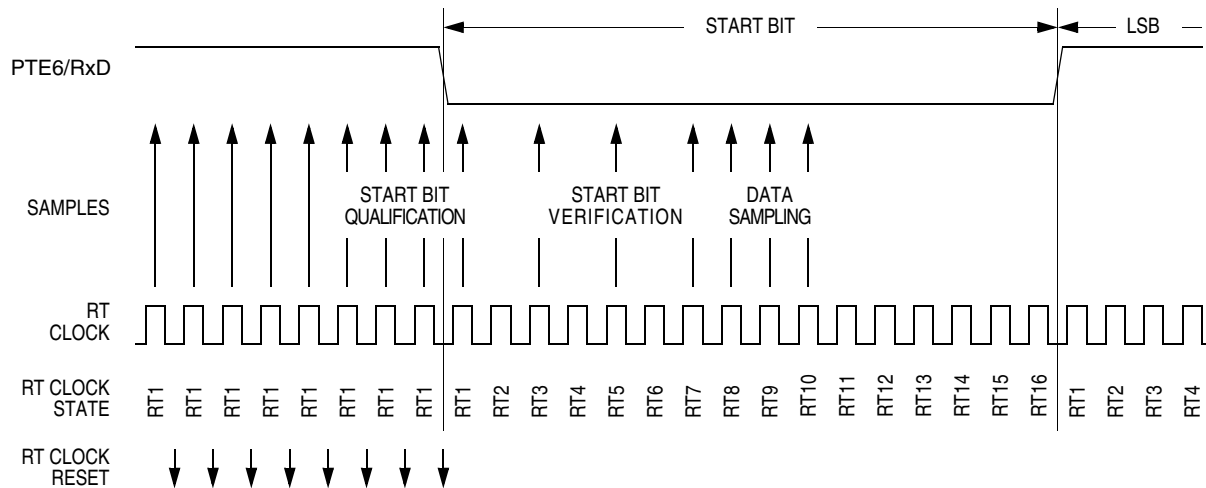 START BIT
LSB
PTE6/RxD
SAMPLES
START BIT
QUALIFICATION
START BIT
VERIFICATION
DATA
SAMPLING
RT
CLOCK
RT CLOCK
STATE
RT1 RT1 RT1 RT1 RT1 RT1 RT1 RT1 RT1 RT2 RT3 RT4 RT5 RT6 RT7 RT8 RT9 RT10 RT11 RT12 RT13 RT14 RT15 RT16 RT1 RT2 RT3 RT4
RT CLOCK
RESET